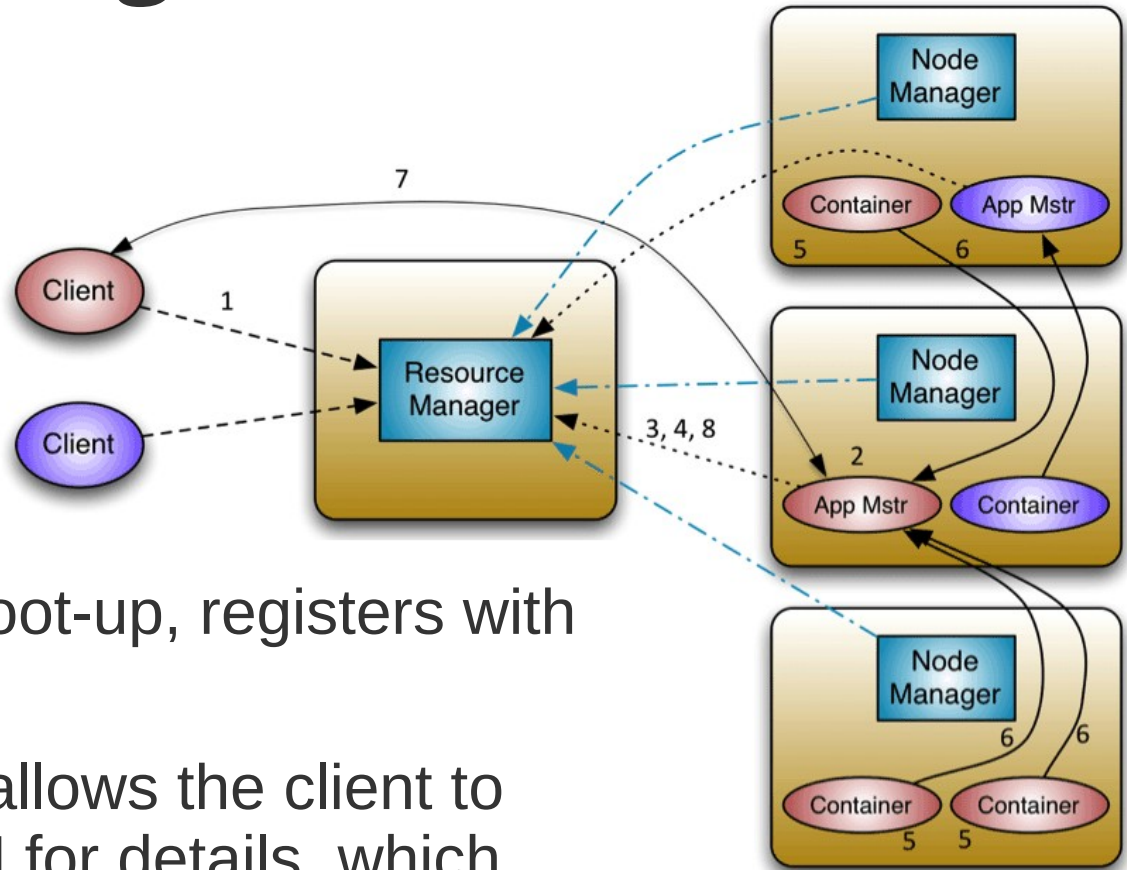 g
Node
Manager
7
Container
App Mstr
5
6
Client
1
Resource
Manager
Node
Manager
Client
3, 4, 8
2
App Mstr
Container
oot-up, registers with
Node
Manager
6
6
allows the client to
Container
Container
5
5
for details, which